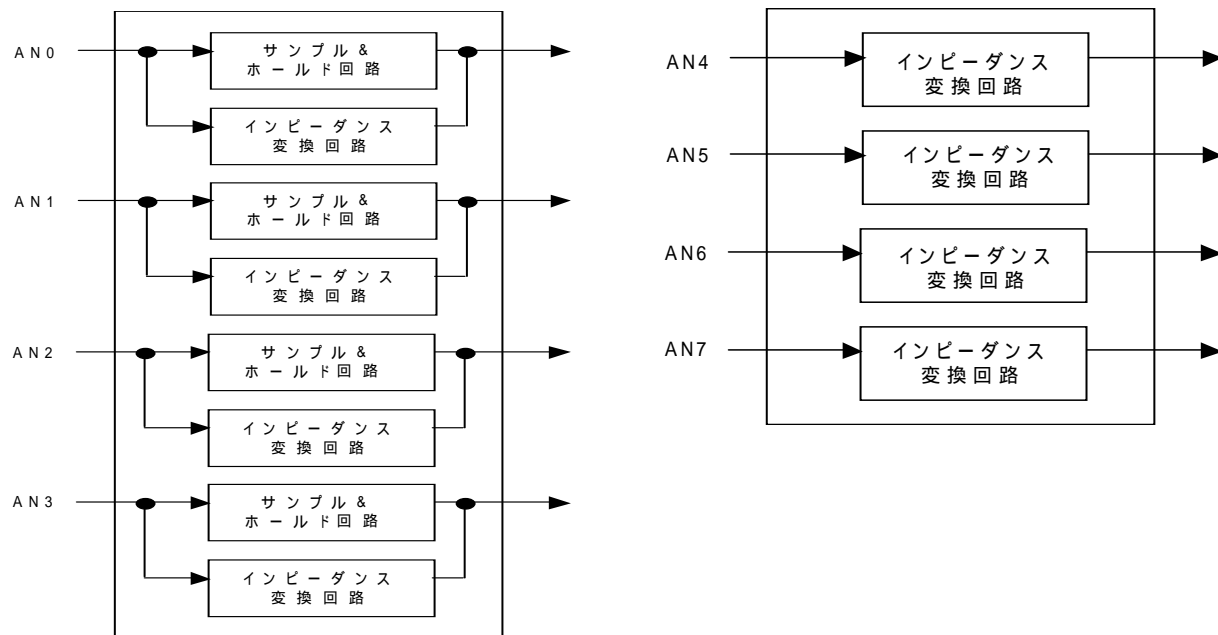 AN0
サンプル&
ホールド回路
インピーダンス
変換回路
AN1
サンプル&
ホールド回路
インピーダンス
変換回路
AN2
サンプル&
ホールド回路
インピーダンス
変換回路
AN3
サンプル&
ホールド回路
インピーダンス
変換回路
AN4
インピーダンス
変換回路
AN5
インピーダンス
変換回路
AN6
インピーダンス
変換回路
AN7
インピーダンス
変換回路